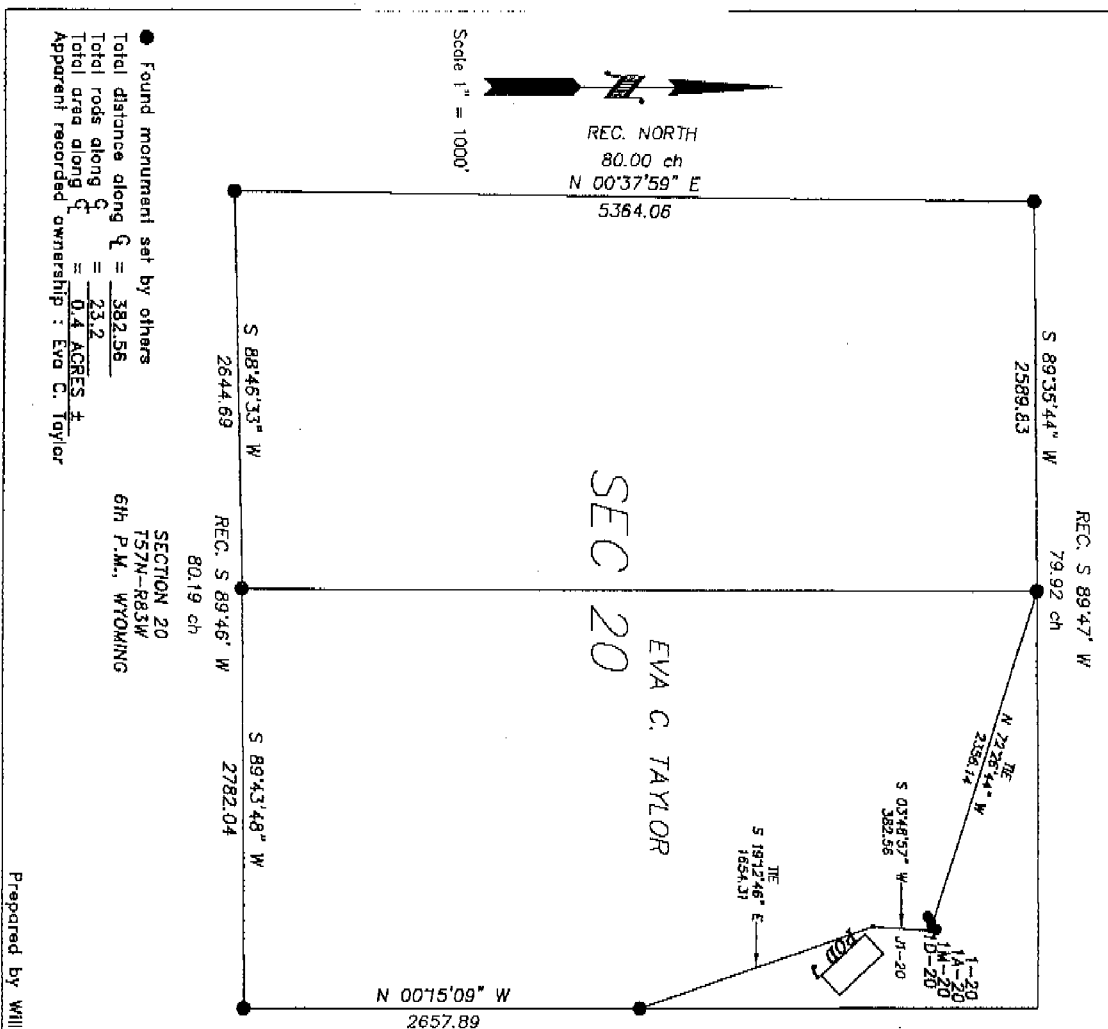 REC. S 89°47' W
79.92 ch
S 89°35'44" W
2589.83
Scale 1" = 1000'
REC. NORTH
80.00 ch
N 00°37'59" E
5364.06
TIE
N 72°26'44" W
2356.14
SEC 20
EVA C. TAYLOR
S 03°48'57" W
382.56
J1-20
1-20
1A-20
1M-20
1D-20
POD
TIE
S 19°12'46" E
1654.31
N 00°15'09" W
2657.89
S 88°46'33" W
2644.69
REC. S 89°46' W
80.19 ch
S 89°43'48" W
2782.04
SECTION 20
T57N-R83W
6th P.M., WYOMING
● Found monument set by others
Total distance along ℄ = 382.56
Total rods along ℄ = 23.2
Total area along ℄ = 0.4 ACRES ±
Apparent recorded ownership : Eva C. Taylor
Prepared by Will